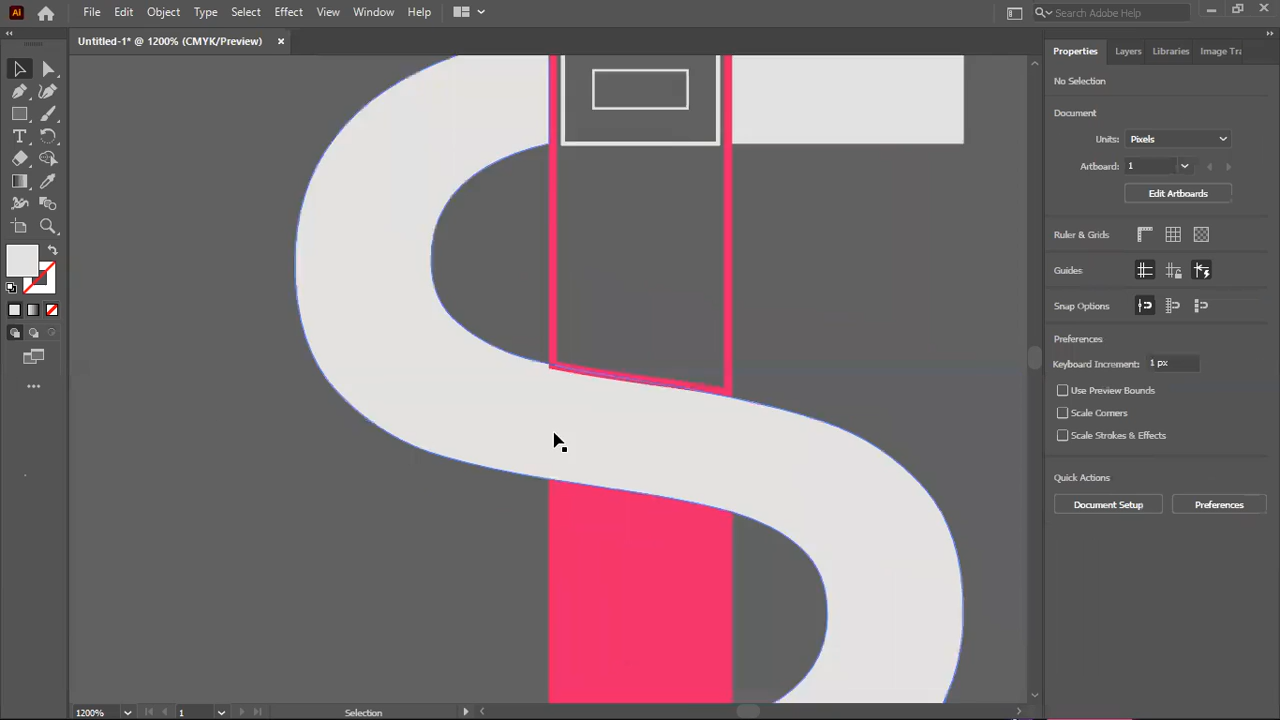 Ai
File Edit Object Type Select Effect View Window Help
Search Adobe Help
Untitled-1* @ 1200% (CMYK/Preview)
Properties Layers Libraries Image Tra
No Selection
Document
Units: Pixels
Artboard: 1
Edit Artboards
Ruler & Grids
Guides
Snap Options
Preferences
Keyboard Increment: 1 px
Use Preview Bounds
Scale Corners
Scale Strokes & Effects
Quick Actions
Document Setup Preferences
1200% 1 Selection